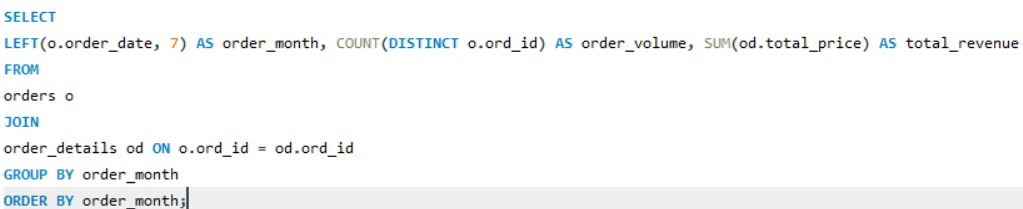 SELECT
LEFT(o.order_date, 7) AS order_month, COUNT(DISTINCT o.ord_id) AS order_volume, SUM(od.total_price) AS total_revenue
FROM
orders o
JOIN
order_details od ON o.ord_id = od.ord_id
GROUP BY order_month
ORDER BY order_month;